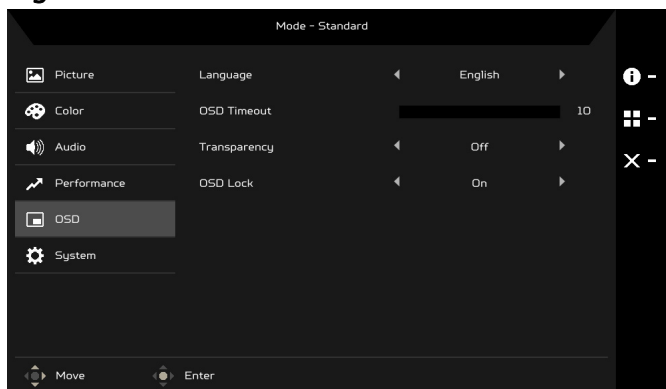 Mode - Standard
Picture
Language English
Color
OSD Timeout 10
Audio
Transparency Off
Performance
OSD Lock On
OSD
System
Move Enter